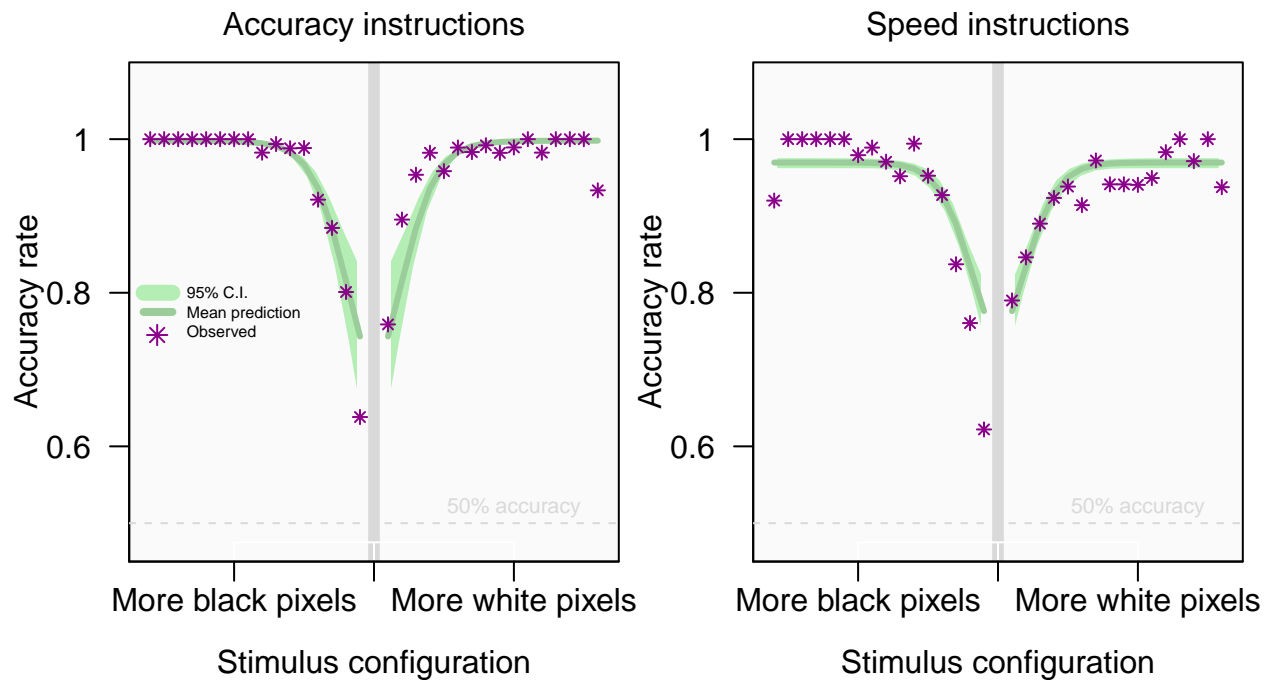 Accuracy instructions
Accuracy rate
1
0.8
0.6
95% C.I.
Mean prediction
Observed
50% accuracy
More black pixels
More white pixels
Stimulus configuration
Speed instructions
Accuracy rate
1
0.8
0.6
50% accuracy
More black pixels
More white pixels
Stimulus configuration